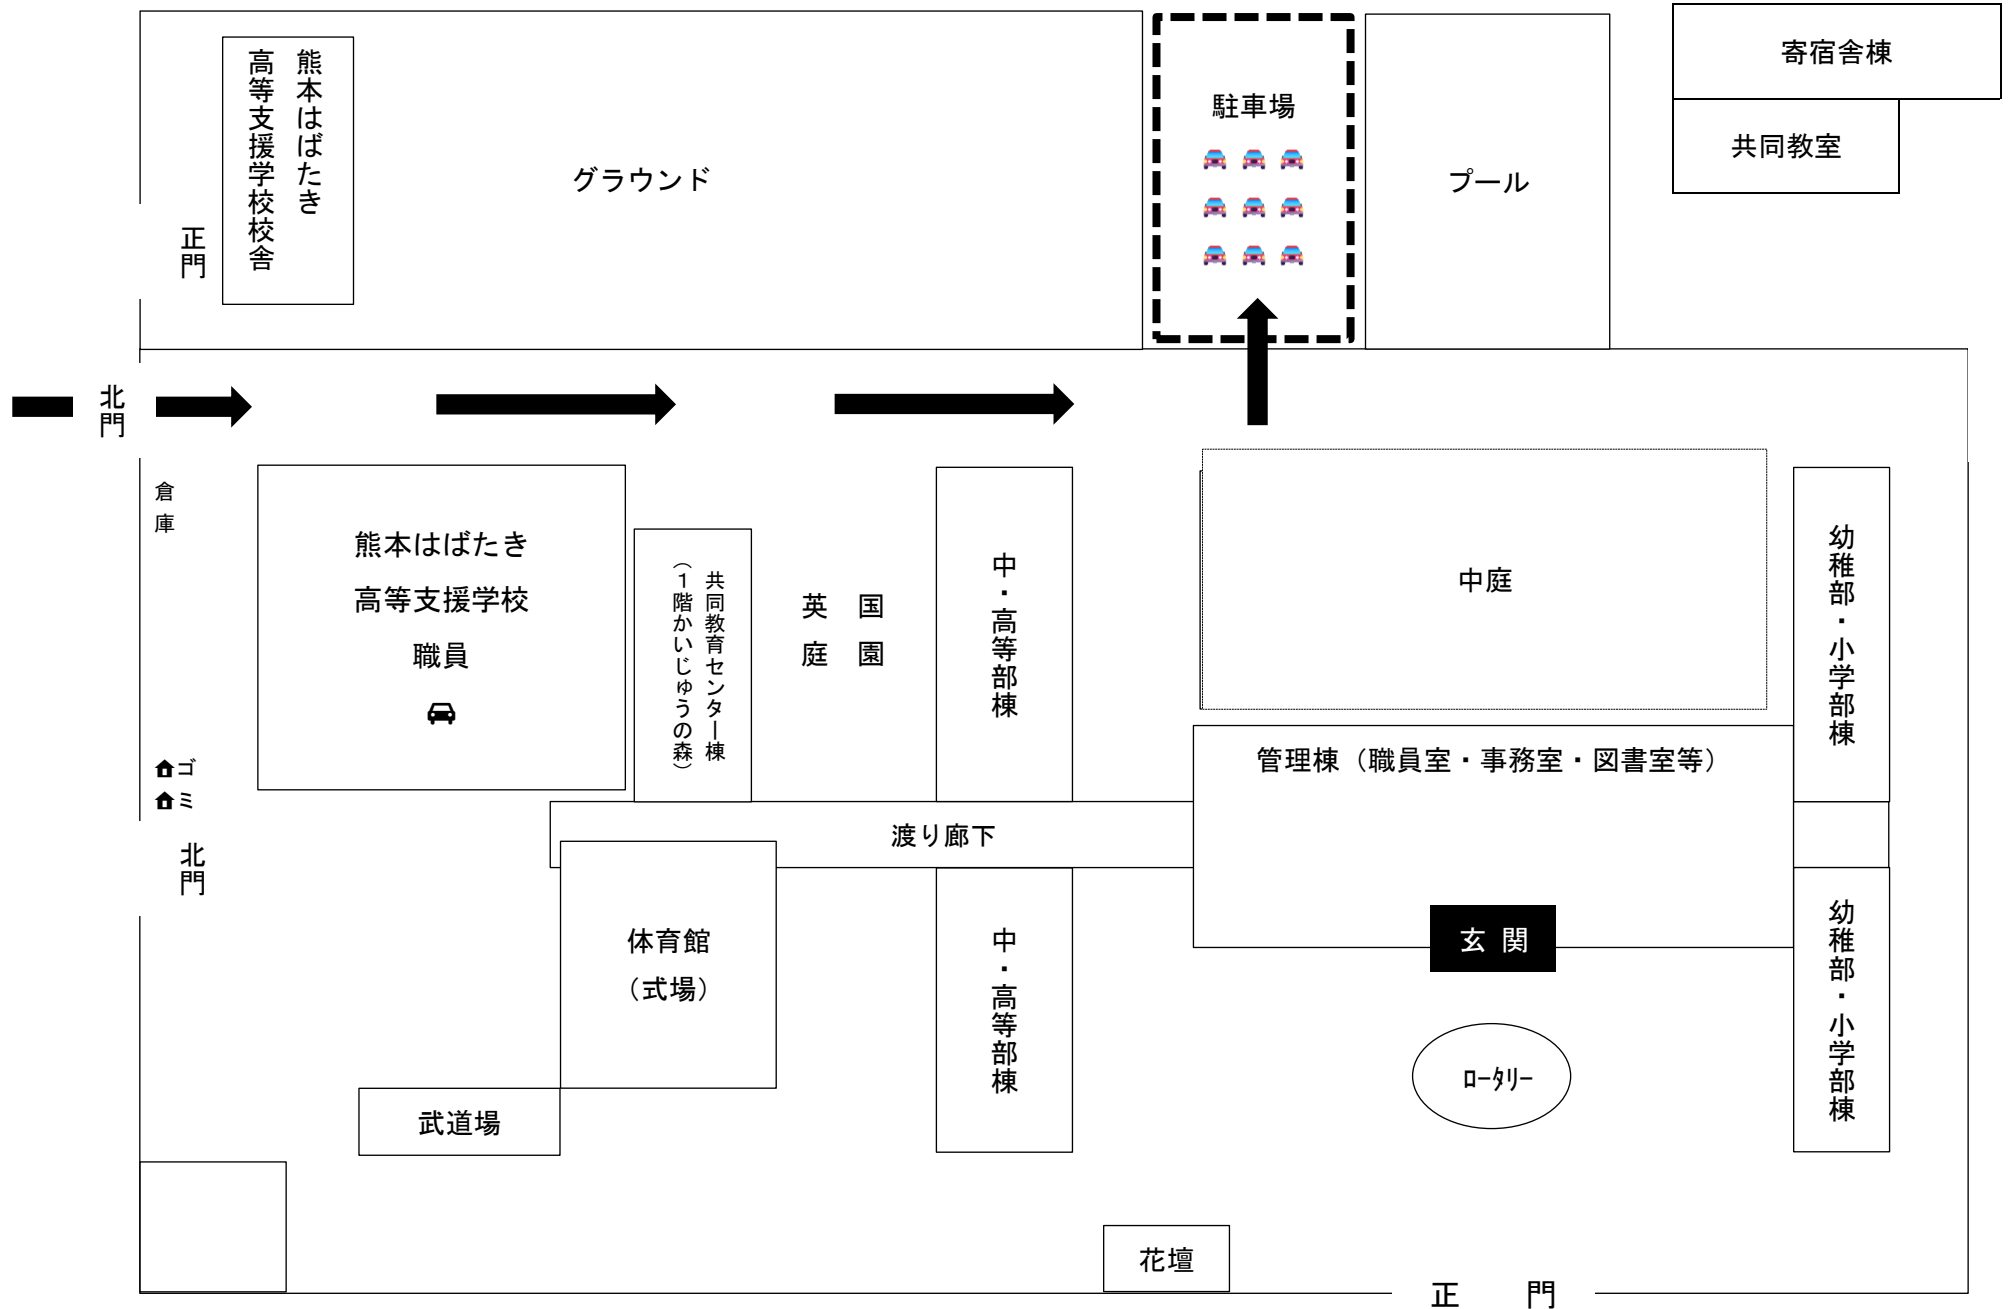 熊本はばたき
高等支援学校校舎
正門
グラウンド
駐車場
プール
寄宿舎棟
共同教室
北門
倉庫
熊本はばたき
高等支援学校
職員
共同教育センター棟
（１階かいじゅうの森）
英国
庭園
中・高等部棟
中庭
幼稚部・小学部棟
管理棟（職員室・事務室・図書室等）
ゴミ
北門
渡り廊下
体育館
（式場）
中・高等部棟
玄関
幼稚部・小学部棟
ﾛｰﾀﾘｰ
武道場
花壇
正門